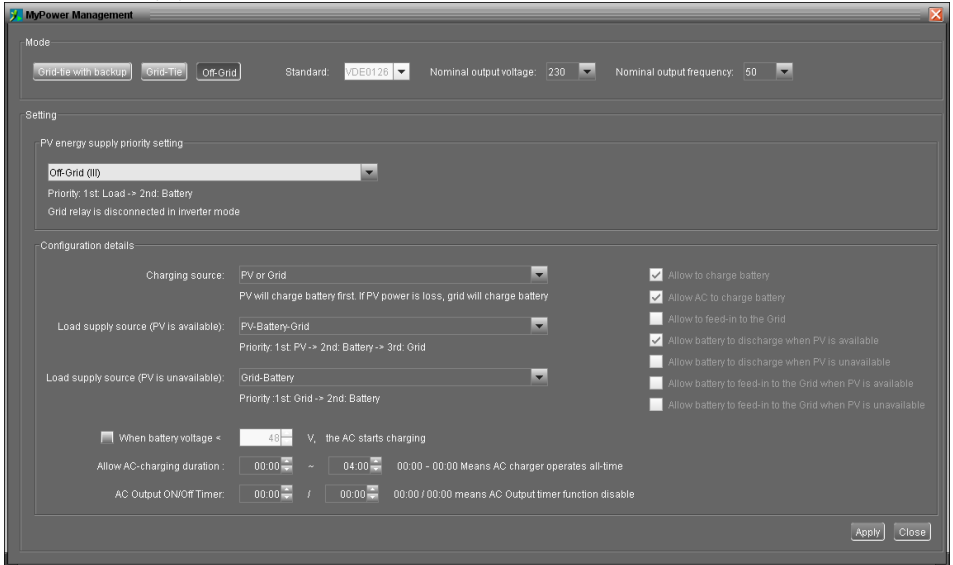 MyPower Management
Mode
Grid-tie with backup Grid-Tie Off-Grid Standard: VDE0126 Nominal output voltage: 230 Nominal output frequency: 50
Setting
PV energy supply priority setting
Off-Grid (III)
Priority: 1st: Load -> 2nd: Battery
Grid relay is disconnected in inverter mode
Configuration details
Charging source: PV or Grid
PV will charge battery first. If PV power is loss, grid will charge battery
Load supply source (PV is available): PV-Battery-Grid
Priority: 1st: PV -> 2nd: Battery -> 3rd: Grid
Load supply source (PV is unavailable): Grid-Battery
Priority :1st: Grid -> 2nd: Battery
Allow to charge battery
Allow AC to charge battery
Allow to feed-in to the Grid
Allow battery to discharge when PV is available
Allow battery to discharge when PV is unavailable
Allow battery to feed-in to the Grid when PV is available
Allow battery to feed-in to the Grid when PV is unavailable
When battery voltage < 48 V, the AC starts charging
Allow AC-charging duration : 00:00 ~ 04:00 00:00 - 00:00 Means AC charger operates all-time
AC Output ON/Off Timer: 00:00 / 00:00 00:00 / 00:00 means AC Output timer function disable
Apply Close